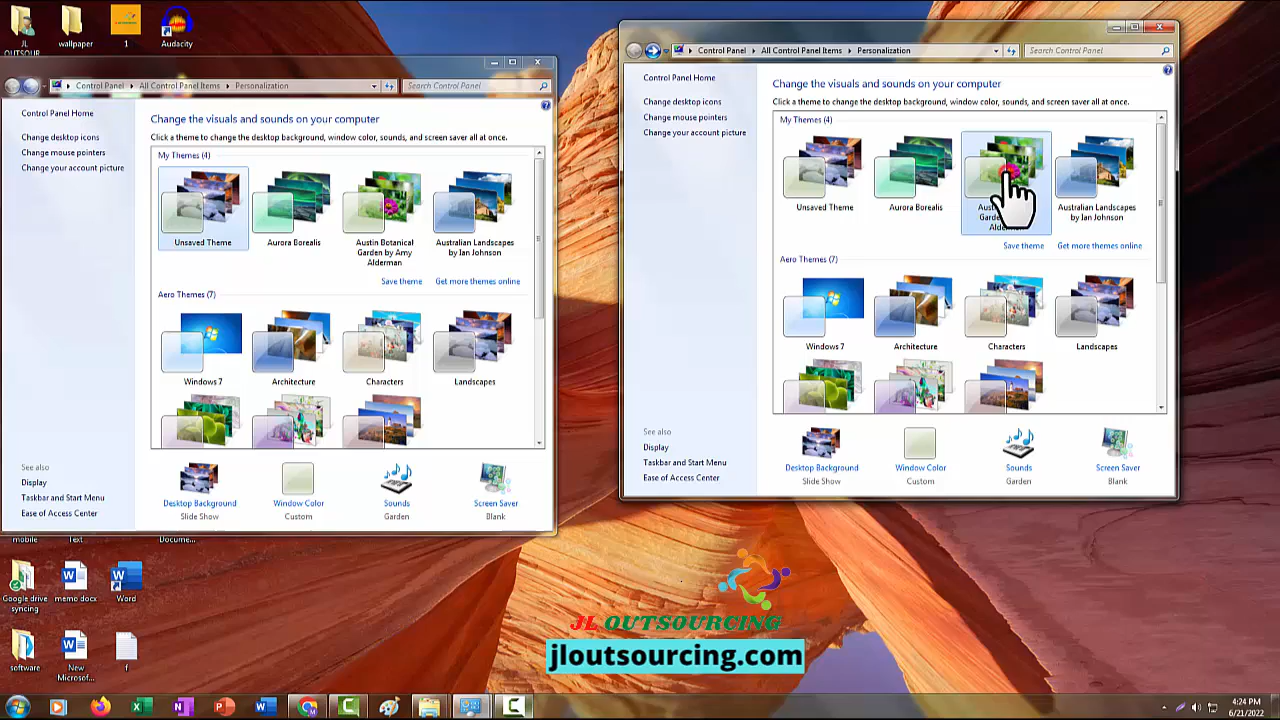 JL
OUTSOUR...
wallpaper
1
Audacity
Control Panel
All Control Panel Items
Personalization
Search Control Panel
Control Panel Home
Change desktop icons
Change mouse pointers
Change your account picture
Change the visuals and sounds on your computer
Click a theme to change the desktop background, window color, sounds, and screen saver all at once.
My Themes (4)
Unsaved Theme
Aurora Borealis
Austin Botanical
Garden by Amy
Alderman
Australian Landscapes
by Ian Johnson
Save theme
Get more themes online
Aero Themes (7)
Windows 7
Architecture
Characters
Landscapes
See also
Display
Taskbar and Start Menu
Ease of Access Center
Desktop Background
Slide Show
Window Color
Custom
Sounds
Garden
Screen Saver
Blank
Control Panel
All Control Panel Items
Personalization
Search Control Panel
Control Panel Home
Change desktop icons
Change mouse pointers
Change your account picture
Change the visuals and sounds on your computer
Click a theme to change the desktop background, window color, sounds, and screen saver all at once.
My Themes (4)
Unsaved Theme
Aurora Borealis
Australian Landscapes
by Ian Johnson
Save theme
Get more themes online
Aero Themes (7)
Windows 7
Architecture
Characters
Landscapes
See also
Display
Taskbar and Start Menu
Ease of Access Center
Desktop Background
Slide Show
Window Color
Custom
Sounds
Garden
Screen Saver
Blank
mobile
Text
Docume...
Google drive
syncing
memo docx
Word
software
New
Microsof...
f
JL OUTSOURCING
jloutsourcing.com
4:24 PM
6/21/2022